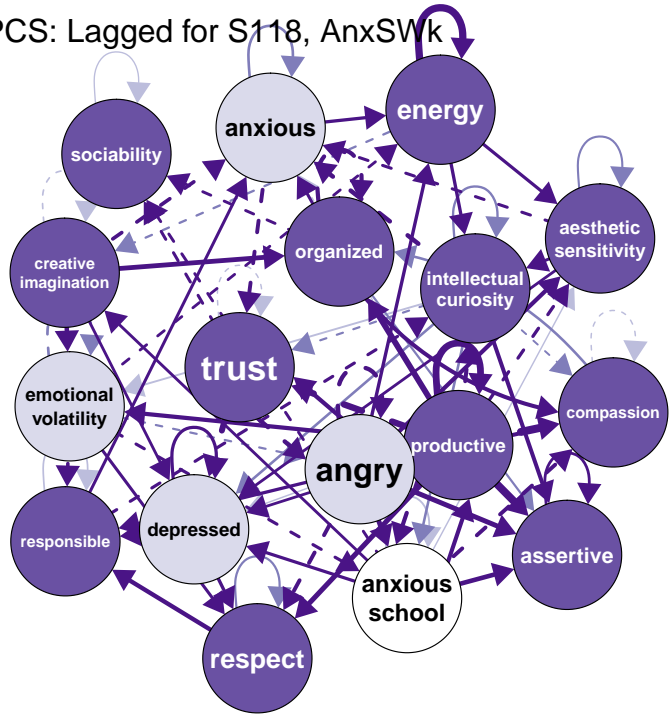 PCS: Lagged for S118, AnxSWk
energy
anxious
sociability
aesthetic
sensitivity
organized
creative
imagination
intellectual
curiosity
trust
emotional
volatility
compassion
productive
angry
depressed
responsible
assertive
anxious
school
respect